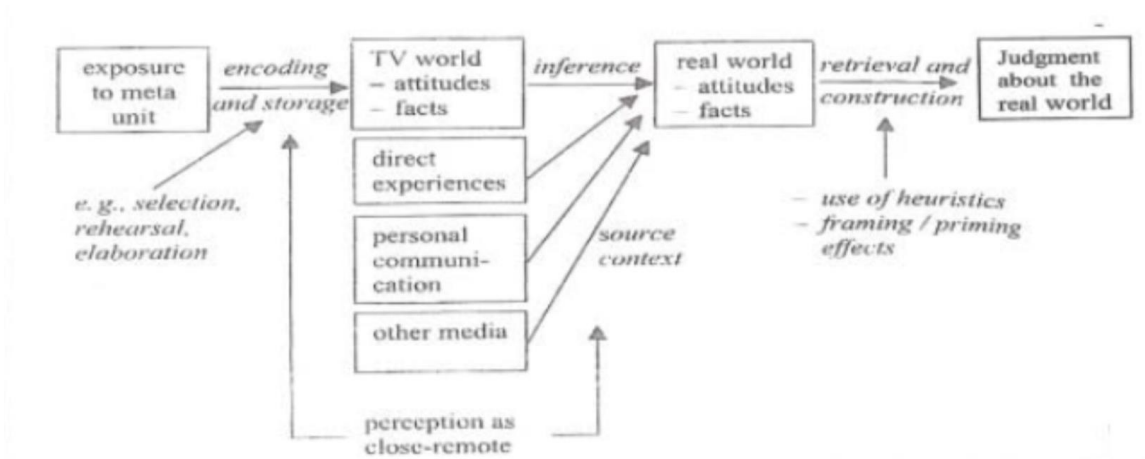 exposure
to meta
unit
encoding
and storage
TV world
– attitudes
– facts
inference
real world
– attitudes
– facts
retrieval and
construction
Judgment
about the
real world
direct
experiences
e. g., selection,
rehearsal,
elaboration
personal
communi-
cation
source
context
– use of heuristics
– framing / priming
effects
other media
perception as
close-remote